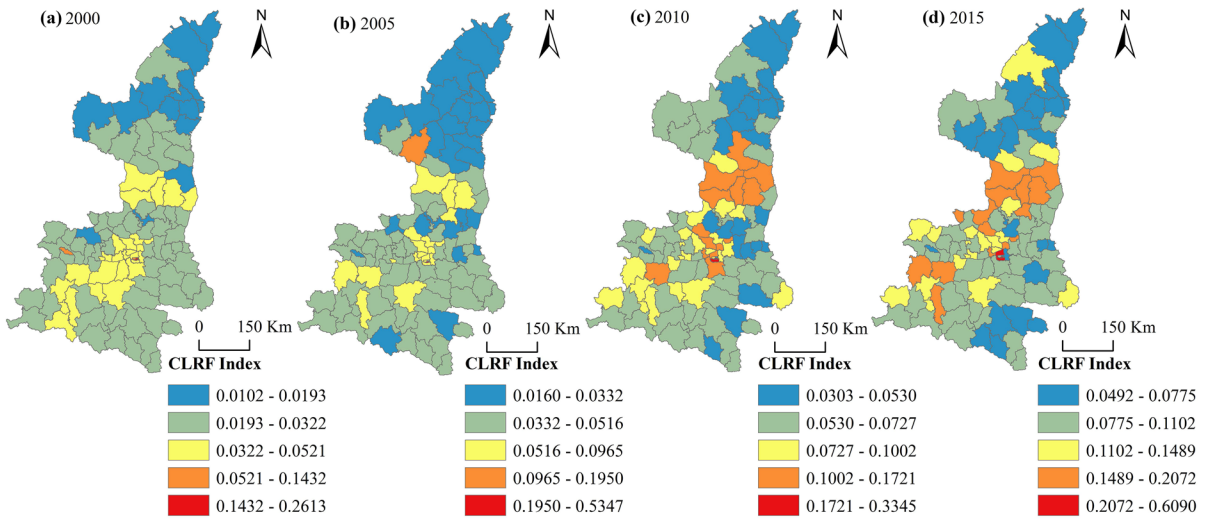 (a) 2000
N
0 150 Km
CLRF Index
0.0102 - 0.0193
0.0193 - 0.0322
0.0322 - 0.0521
0.0521 - 0.1432
0.1432 - 0.2613
(b) 2005
N
0 150 Km
CLRF Index
0.0160 - 0.0332
0.0332 - 0.0516
0.0516 - 0.0965
0.0965 - 0.1950
0.1950 - 0.5347
(c) 2010
N
0 150 Km
CLRF Index
0.0303 - 0.0530
0.0530 - 0.0727
0.0727 - 0.1002
0.1002 - 0.1721
0.1721 - 0.3345
(d) 2015
N
0 150 Km
CLRF Index
0.0492 - 0.0775
0.0775 - 0.1102
0.1102 - 0.1489
0.1489 - 0.2072
0.2072 - 0.6090